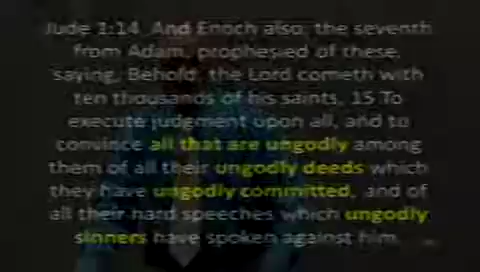 Jude 1:14 And Enoch also, the seventh
from Adam, prophesied of these,
saying, Behold, the Lord cometh with
ten thousands of his saints, 15 To
execute judgment upon all, and to
convince all that are ungodly among
them of all their ungodly deeds which
they have ungodly committed, and of
all their hard speeches which ungodly
sinners have spoken against him.